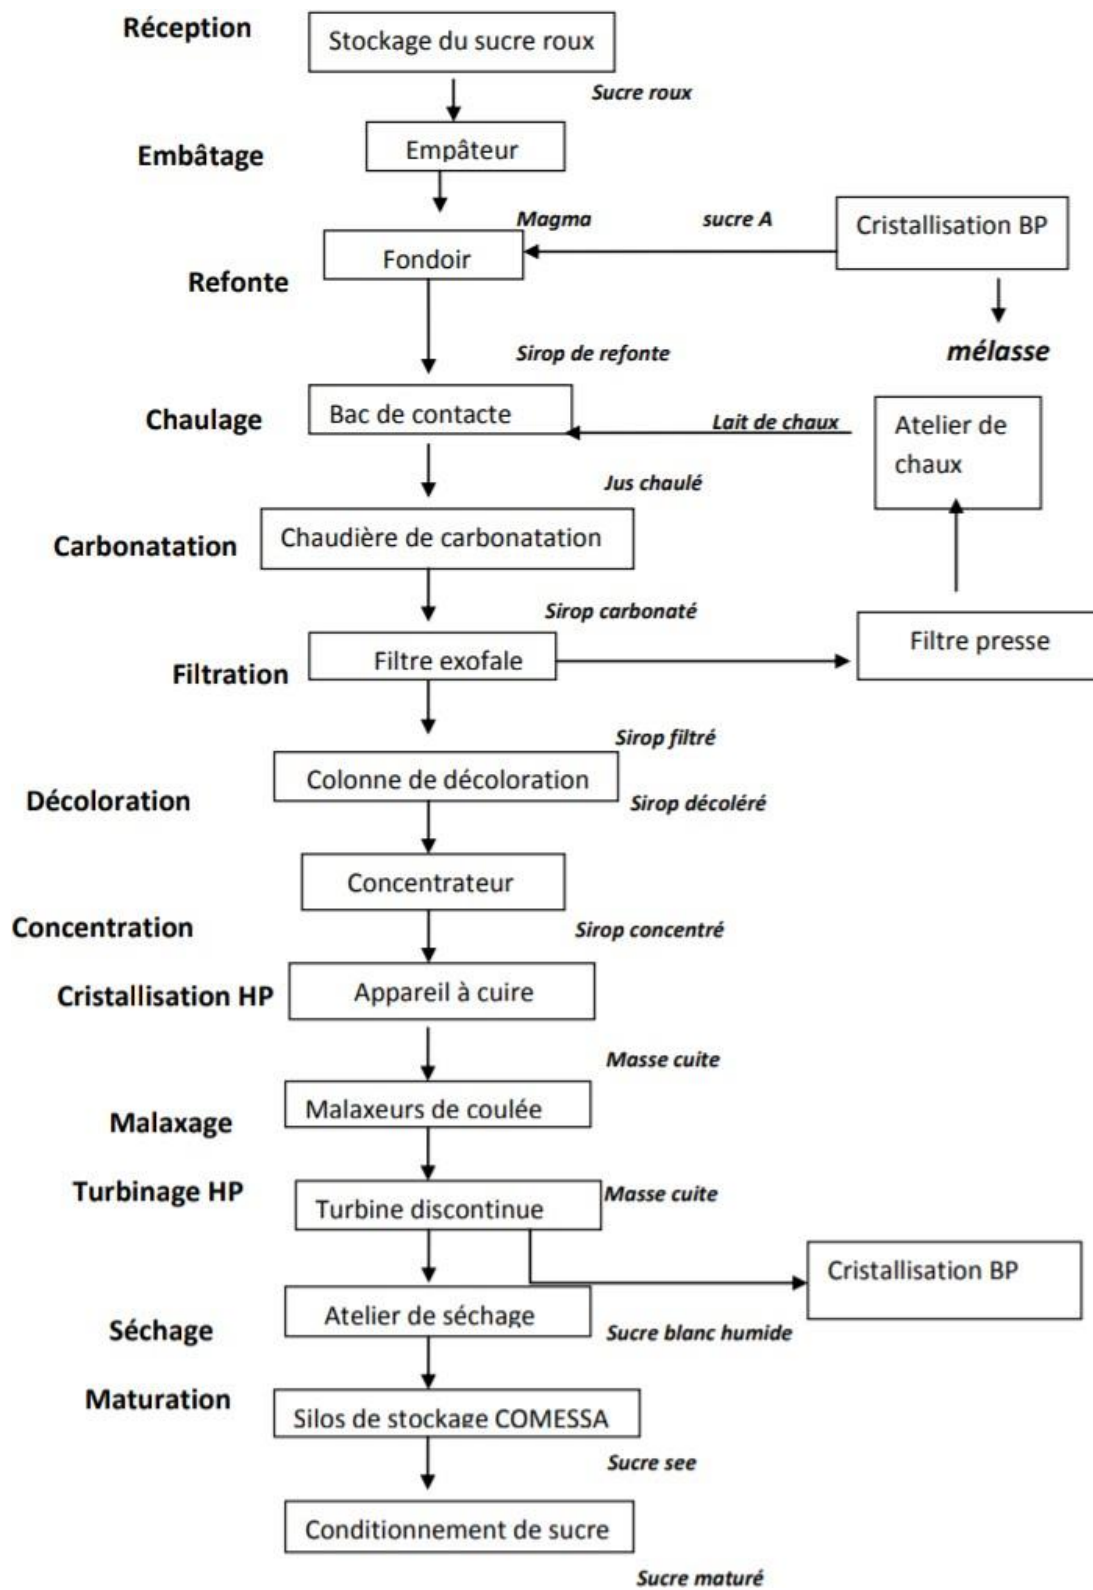 Réception
Stockage du sucre roux
Sucre roux
Embâtage
Empâteur
Magma
sucre A
Cristallisation BP
Fondoir
Refonte
mélasse
Sirop de refonte
Chaulage
Bac de contacte
Lait de chaux
Atelier de
chaux
Jus chaulé
Carbonatation
Chaudière de carbonatation
Sirop carbonaté
Filtration
Filtre exofale
Filtre presse
Sirop filtré
Colonne de décoloration
Décoloration
Sirop décoléré
Concentrateur
Concentration
Sirop concentré
Cristallisation HP
Appareil à cuire
Masse cuite
Malaxage
Malaxeurs de coulée
Turbinage HP
Masse cuite
Turbine discontinue
Cristallisation BP
Séchage
Atelier de séchage
Sucre blanc humide
Maturation
Silos de stockage COMESSA
Sucre see
Conditionnement de sucre
Sucre maturé